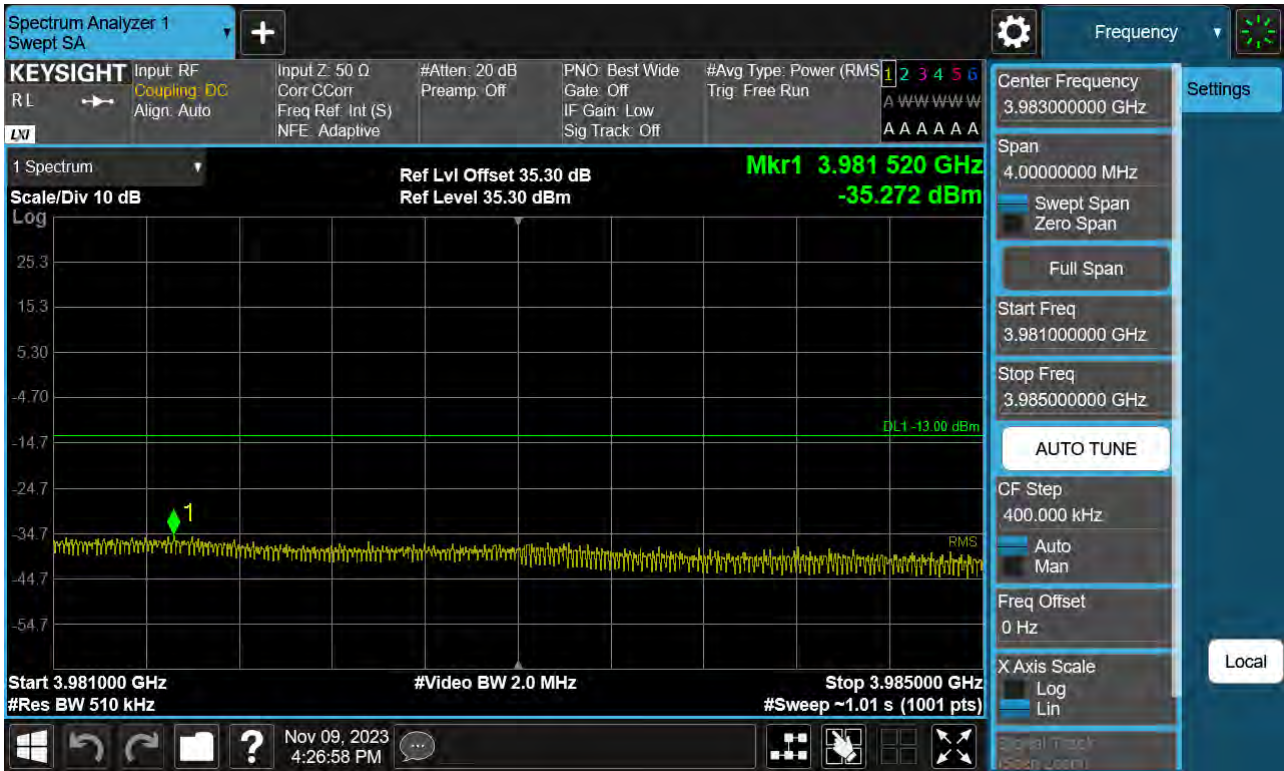 Spectrum Analyzer 1
Swept SA
+
Frequency
KEYSIGHT
RL
LXI
Input: RF
Coupling: DC
Align: Auto
Input Z: 50 Ω
Corr CCorr
Freq Ref: Int (S)
NFE: Adaptive
#Atten: 20 dB
Preamp: Off
PNO: Best Wide
Gate: Off
IF Gain: Low
Sig Track: Off
#Avg Type: Power (RMS
Trig: Free Run
1 2 3 4 5 6
A W W W W W
A A A A A A
1 Spectrum
Scale/Div 10 dB
Log
Ref Lvl Offset 35.30 dB
Ref Level 35.30 dBm
Mkr1 3.981 520 GHz
-35.272 dBm
25.3
15.3
5.30
-4.70
-14.7
-24.7
-34.7
-44.7
-54.7
DL1 -13.00 dBm
1
RMS
Start 3.981000 GHz
#Res BW 510 kHz
#Video BW 2.0 MHz
Stop 3.985000 GHz
#Sweep ~1.01 s (1001 pts)
Center Frequency
3.983000000 GHz
Span
4.00000000 MHz
Swept Span
Zero Span
Full Span
Start Freq
3.981000000 GHz
Stop Freq
3.985000000 GHz
AUTO TUNE
CF Step
400.000 kHz
Auto
Man
Freq Offset
0 Hz
X Axis Scale
Log
Lin
Signal Track
(Span Zoom)
Settings
Local
?
Nov 09, 2023
4:26:58 PM